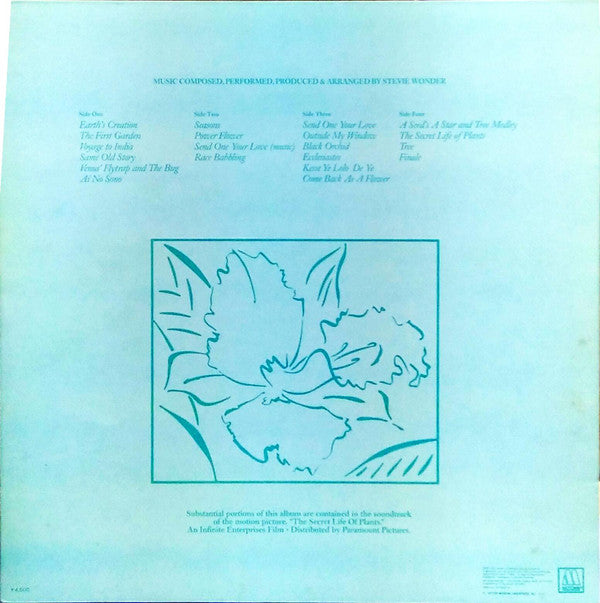 MUSIC COMPOSED, PERFORMED, PRODUCED & ARRANGED BY STEVIE WONDER
Side One
Earth's Creation
The First Garden
Voyage to India
Same Old Story
Venus' Flytrap and The Bug
Ai No Sono
Side Two
Seasons
Power Flower
Send One Your Love (music)
Race Babbling
Side Three
Send One Your Love
Outside My Window
Black Orchid
Ecclesiastes
Kesse Ye Lolo De Ye
Come Back As A Flower
Side Four
A Seed's A Star and Tree Medley
The Secret Life of Plants
Tree
Finale
Substantial portions of this album are contained in the soundtrack
of the motion picture, "The Secret Life Of Plants."
An Infinite Enterprises Film • Distributed by Paramount Pictures.